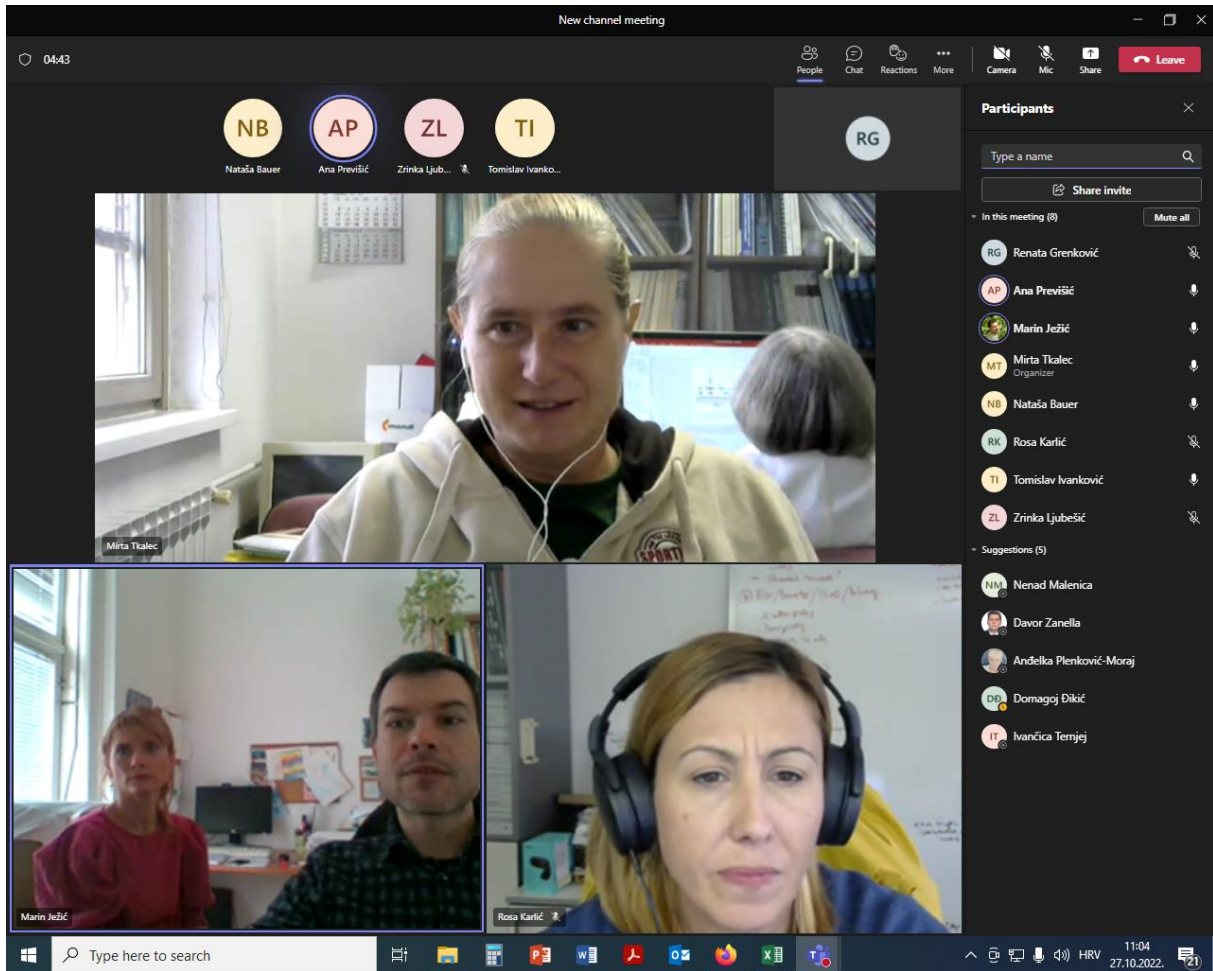 New channel meeting
04:43
People
Chat
Reactions
More
Camera
Mic
Share
Leave
NB
Nataša Bauer
AP
Ana Previšić
ZL
Zrinka Ljub...
TI
Tomislav Ivanko...
RG
Mirta Tkalec
Marin Ježić
Rosa Karlić
SPORT
Participants
Type a name
Share invite
In this meeting (8)
Mute all
RG Renata Grenković
AP Ana Previšić
Marin Ježić
MT Mirta Tkalec
Organizer
NB Nataša Bauer
RK Rosa Karlić
TI Tomislav Ivanković
ZL Zrinka Ljubešić
Suggestions (5)
NM Nenad Malenica
Davor Zanella
Anđelka Plenković-Moraj
DĐ Domagoj Đikić
IT Ivančica Ternjej
Type here to search
HRV
11:04
27.10.2022.
21